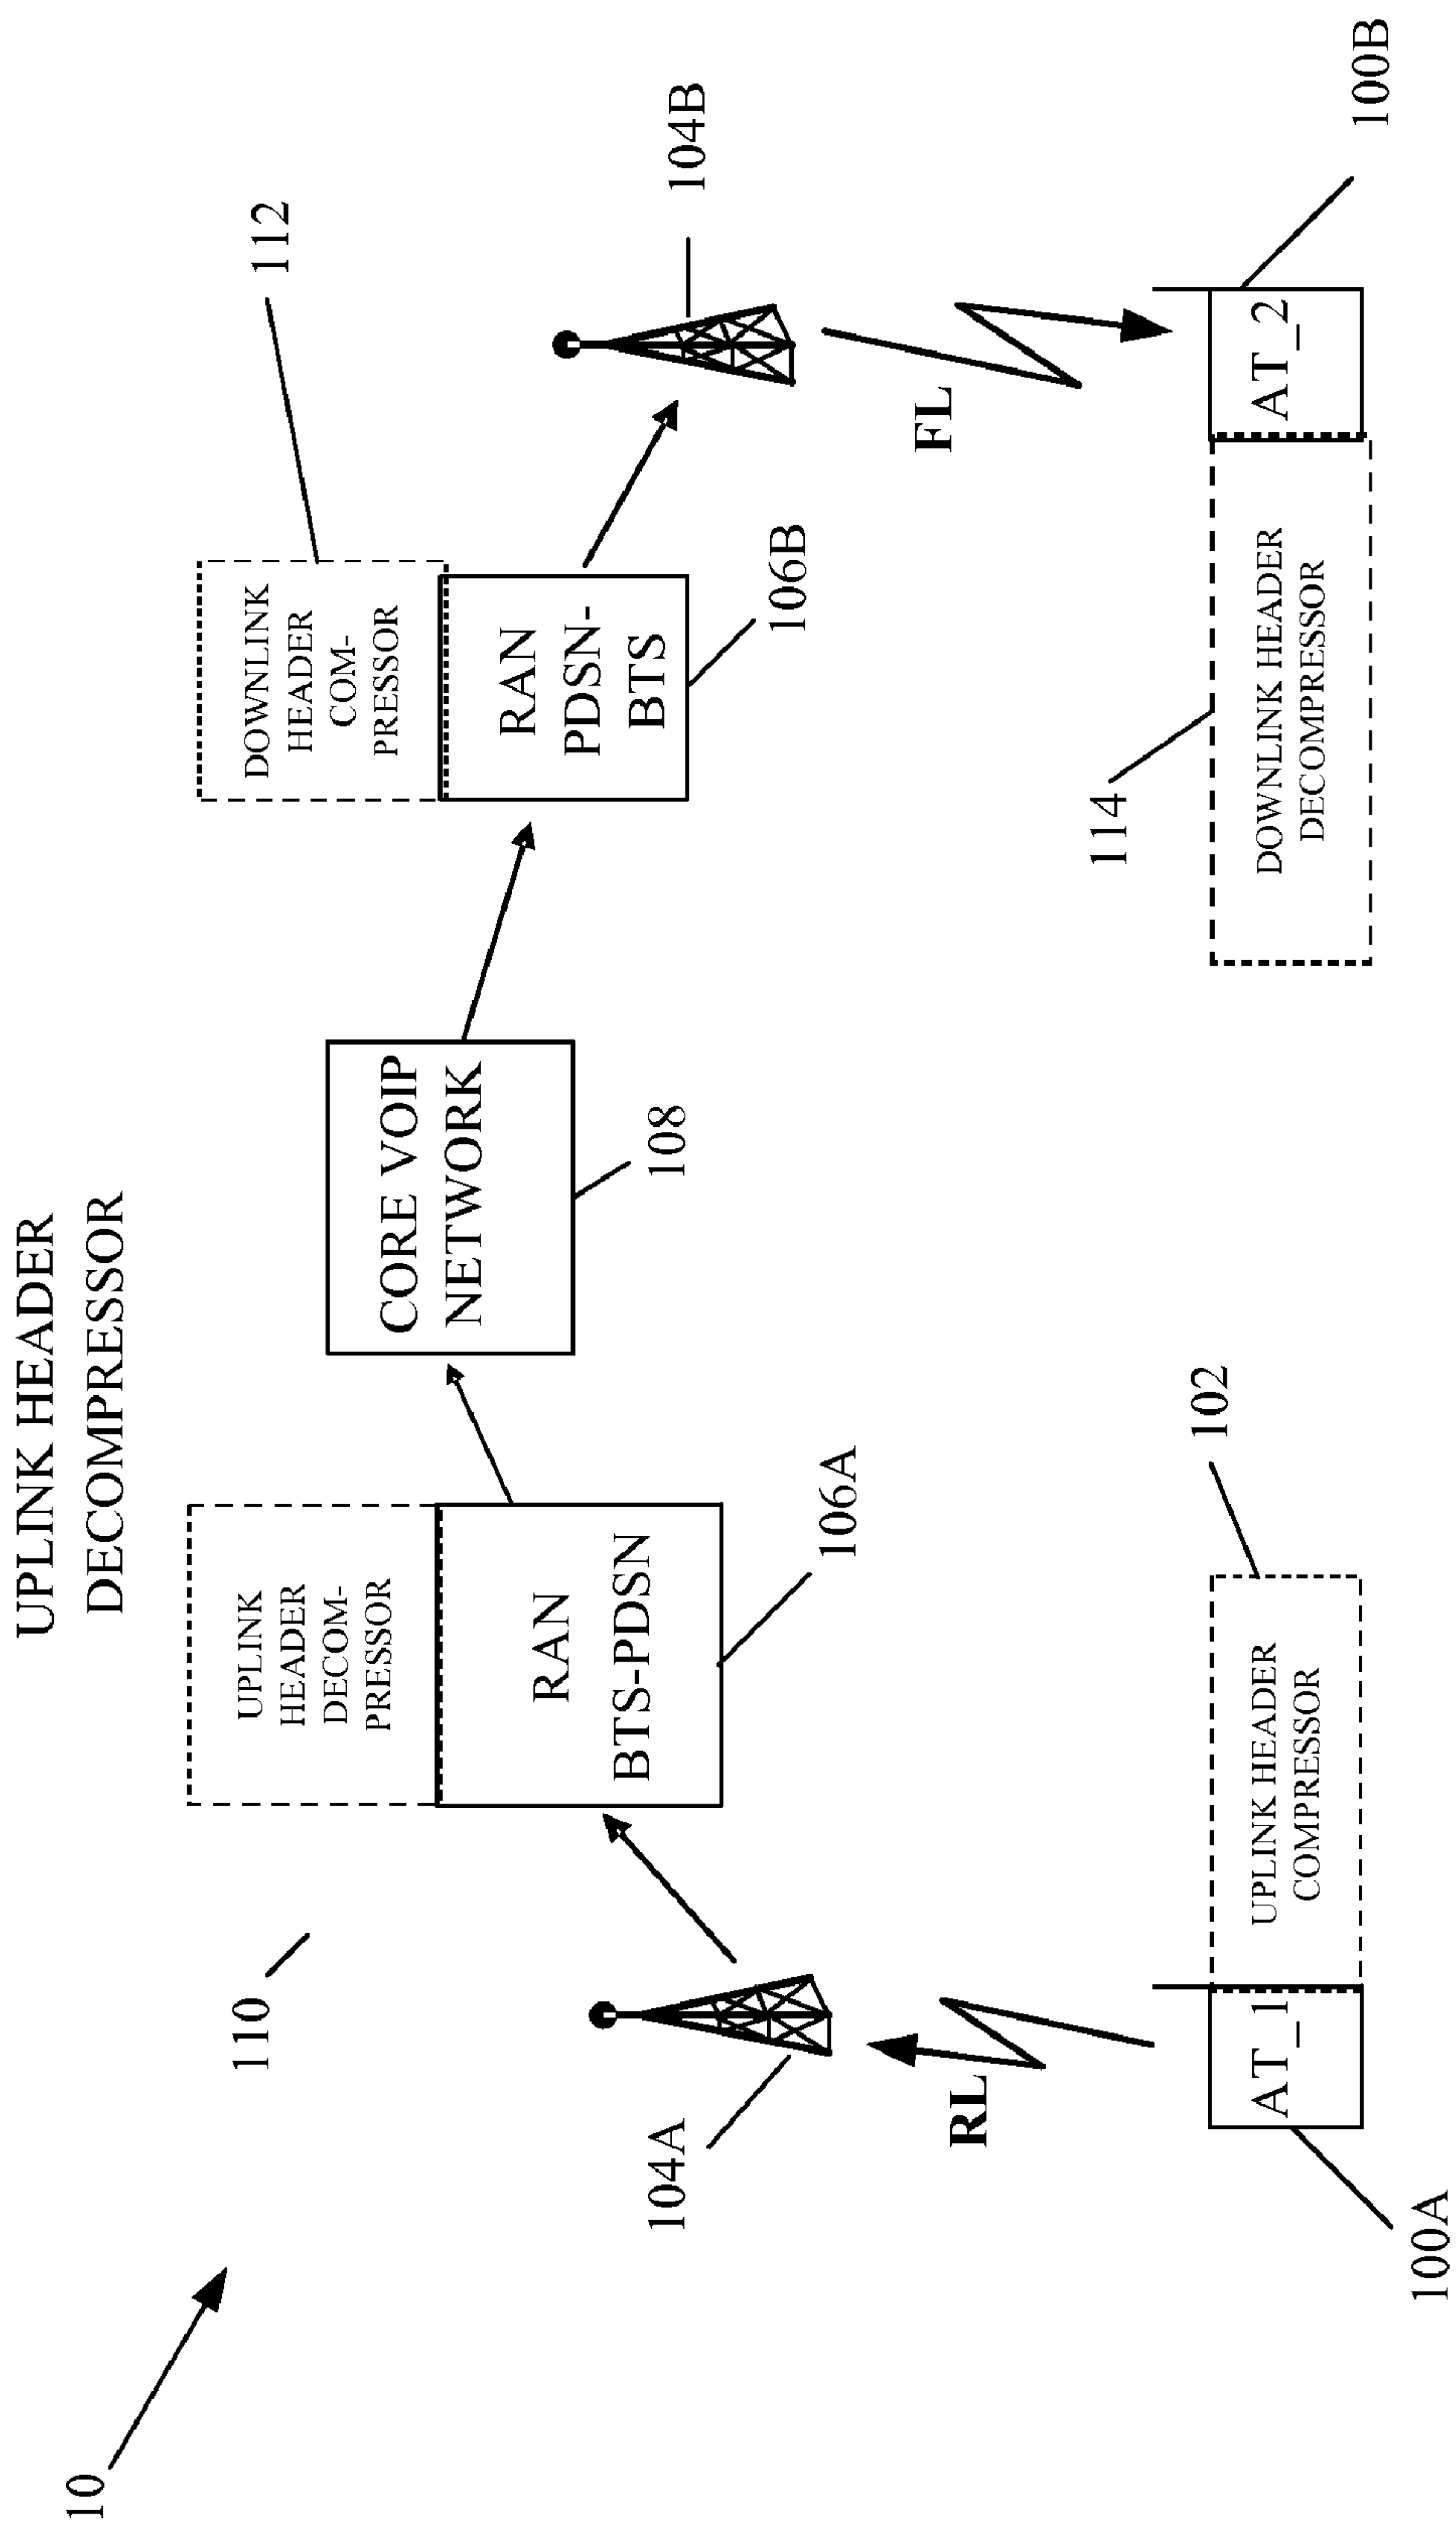 UPLINK HEADER
DECOMPRESSOR
10
110
UPLINK
HEADER
DECOM-
PRESSOR
RAN
BTS-PDSN
106A
CORE VOIP
NETWORK
108
112
DOWNLINK
HEADER
COM-
PRESSOR
RAN
PDSN-
BTS
106B
104A
104B
RL
FL
100A
AT_1
UPLINK HEADER
COMPRESSOR
102
114
DOWNLINK HEADER
DECOMPRESSOR
AT_2
100B